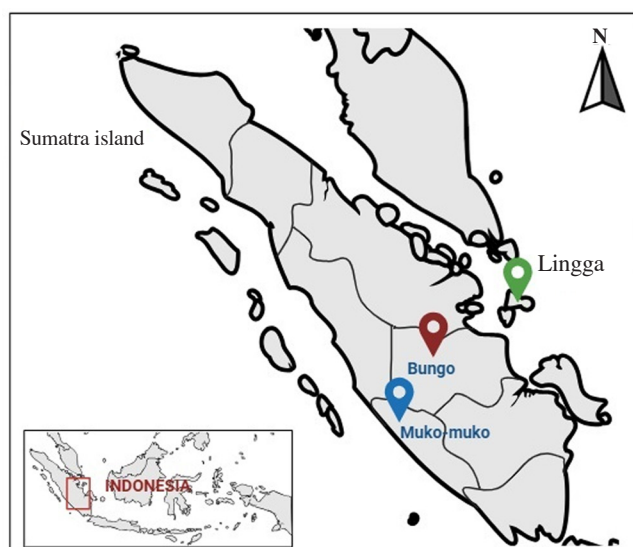 N
Sumatra island
Lingga
Bungo
Muko-muko
INDONESIA